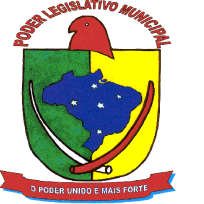 PODER LEGISLATIVO MUNICIPAL
O PODER UNIDO E MAIS FORTE